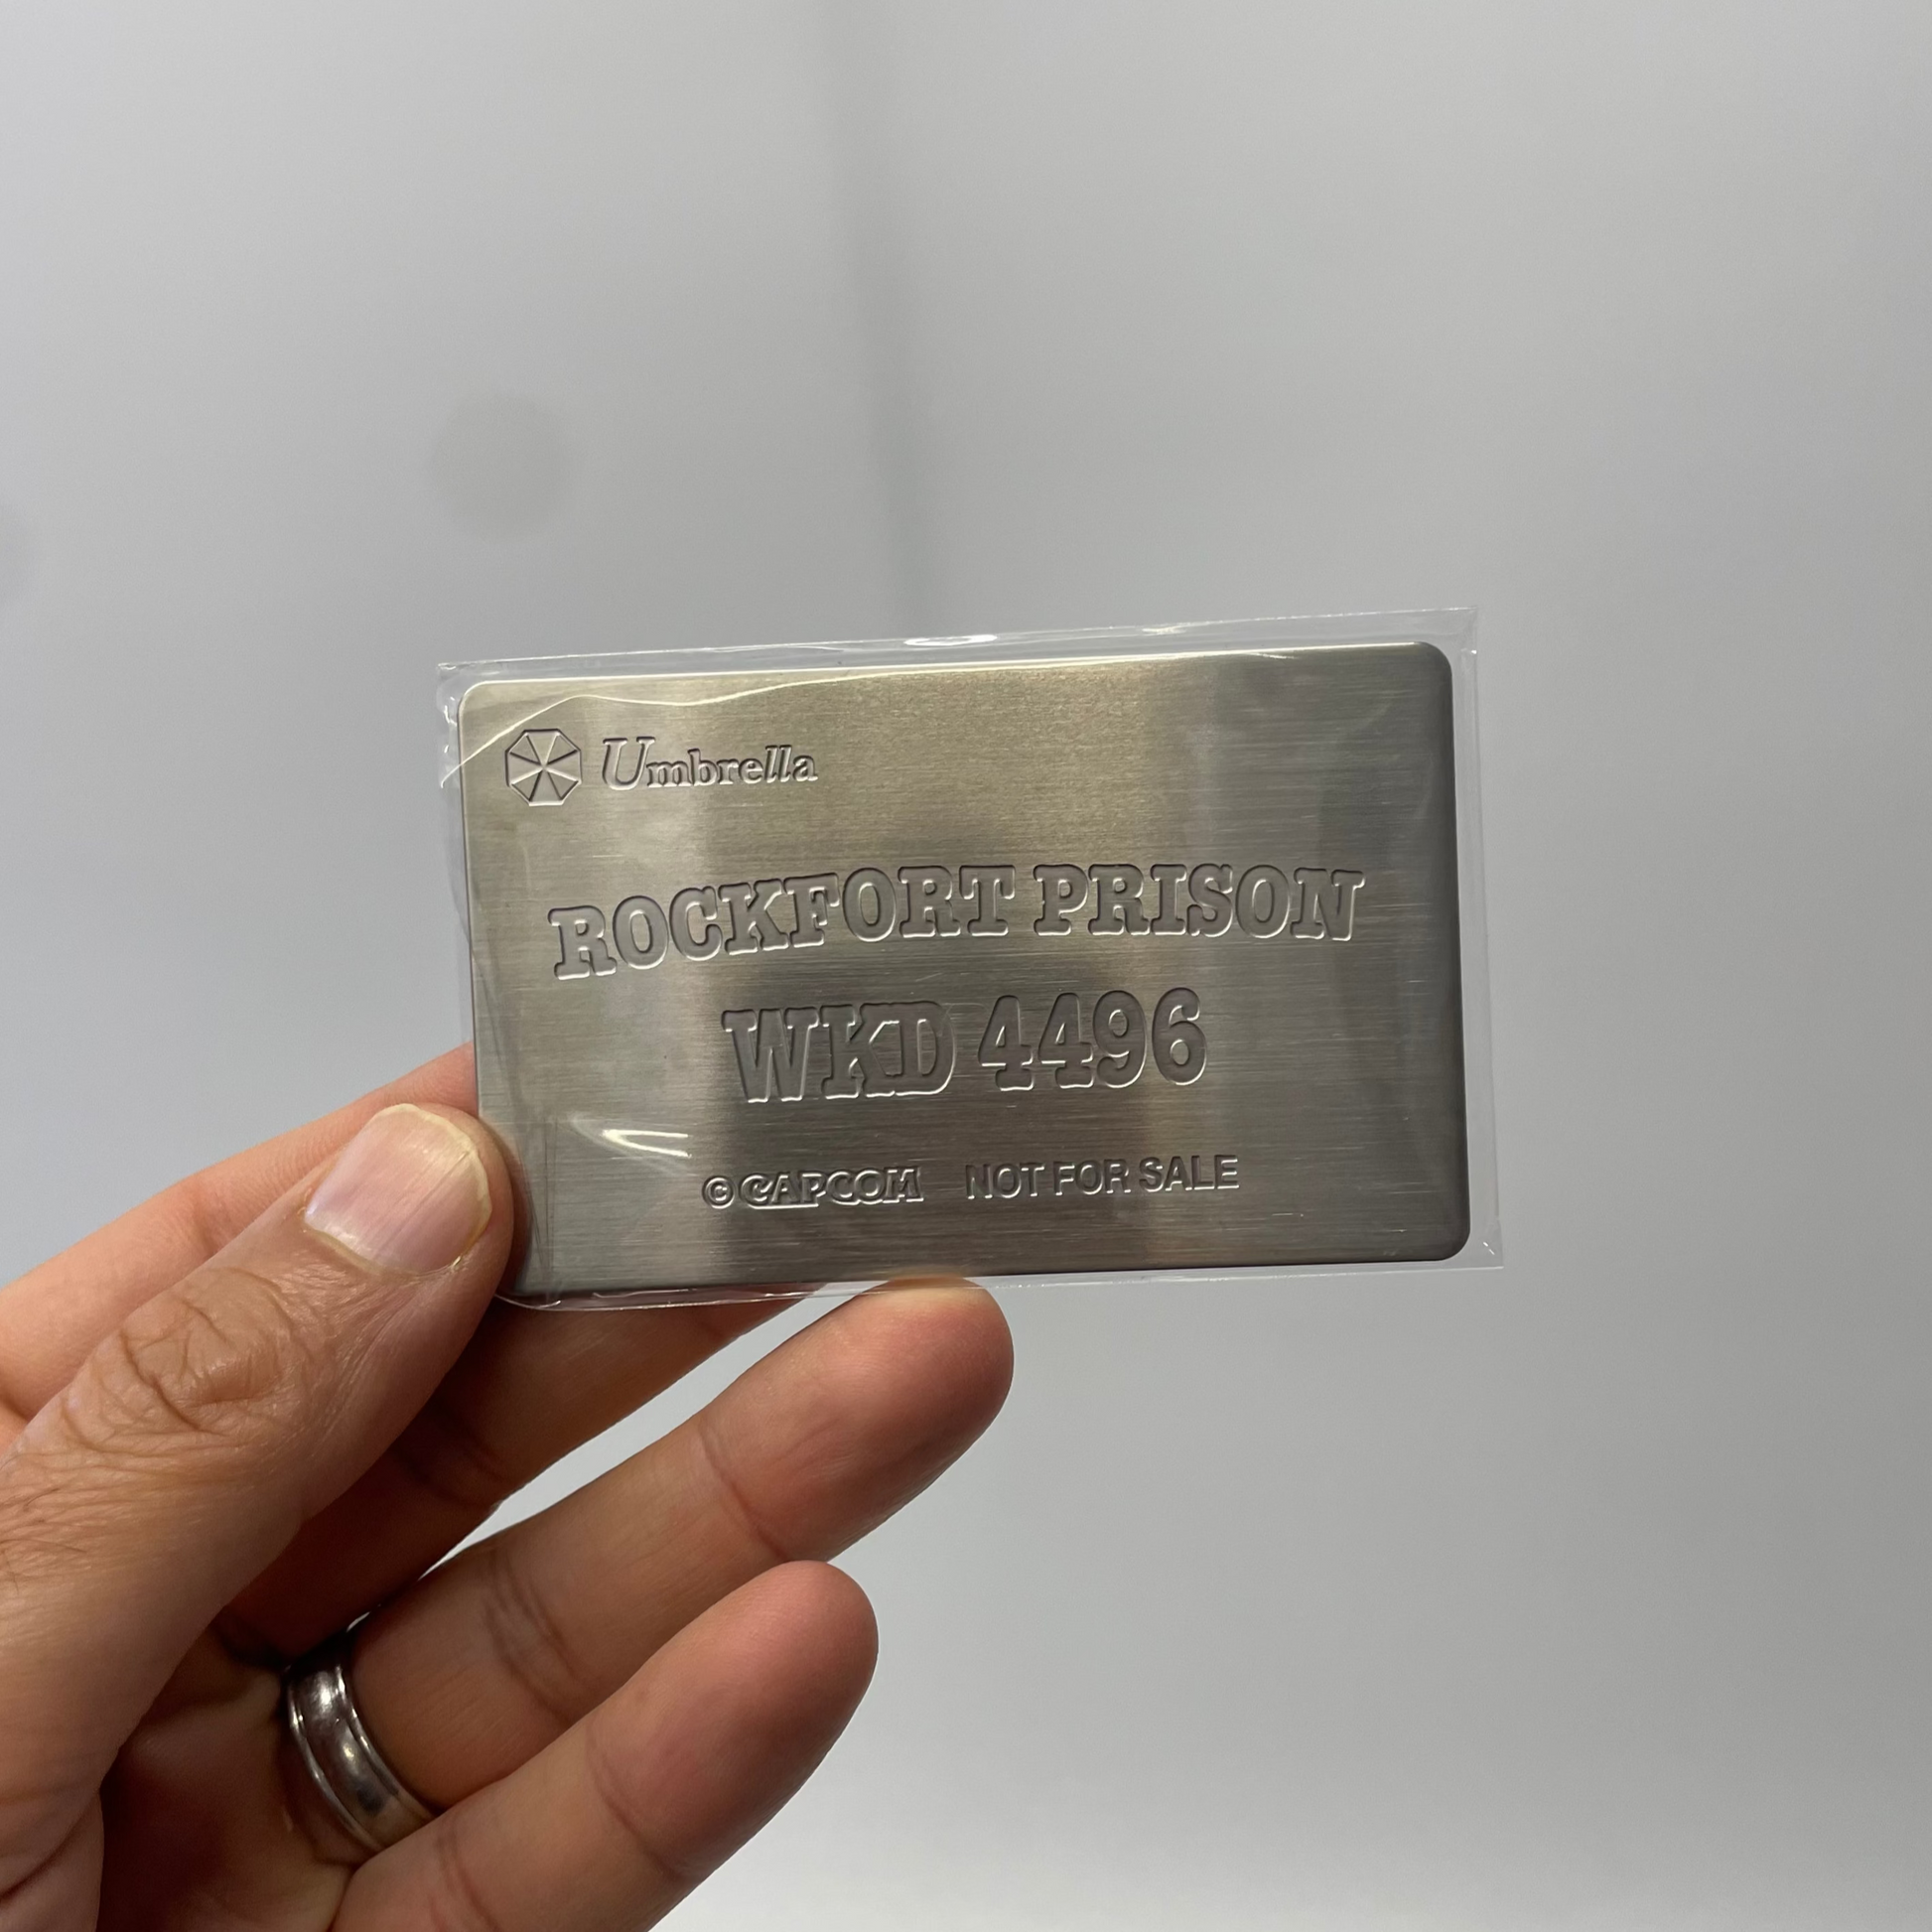 Umbrella
ROCKFORT PRISON
WKD 4496
© CAPCOM NOT FOR SALE